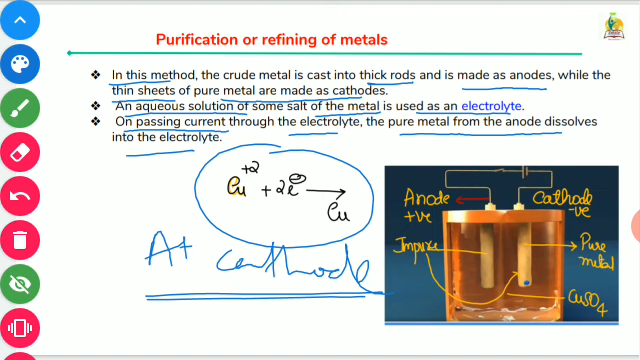 Purification or refining of metals
❖ In this method, the crude metal is cast into thick rods and is made as anodes, while the
thin sheets of pure metal are made as cathodes.
❖ An aqueous solution of some salt of the metal is used as an electrolyte.
❖ On passing current through the electrolyte, the pure metal from the anode dissolves
into the electrolyte.
Cu+2 + 2e⊖ ⟶
Cu
At cathode
Anode
+ve
Cathode
-ve
Impure
Pure
metal
CuSO4